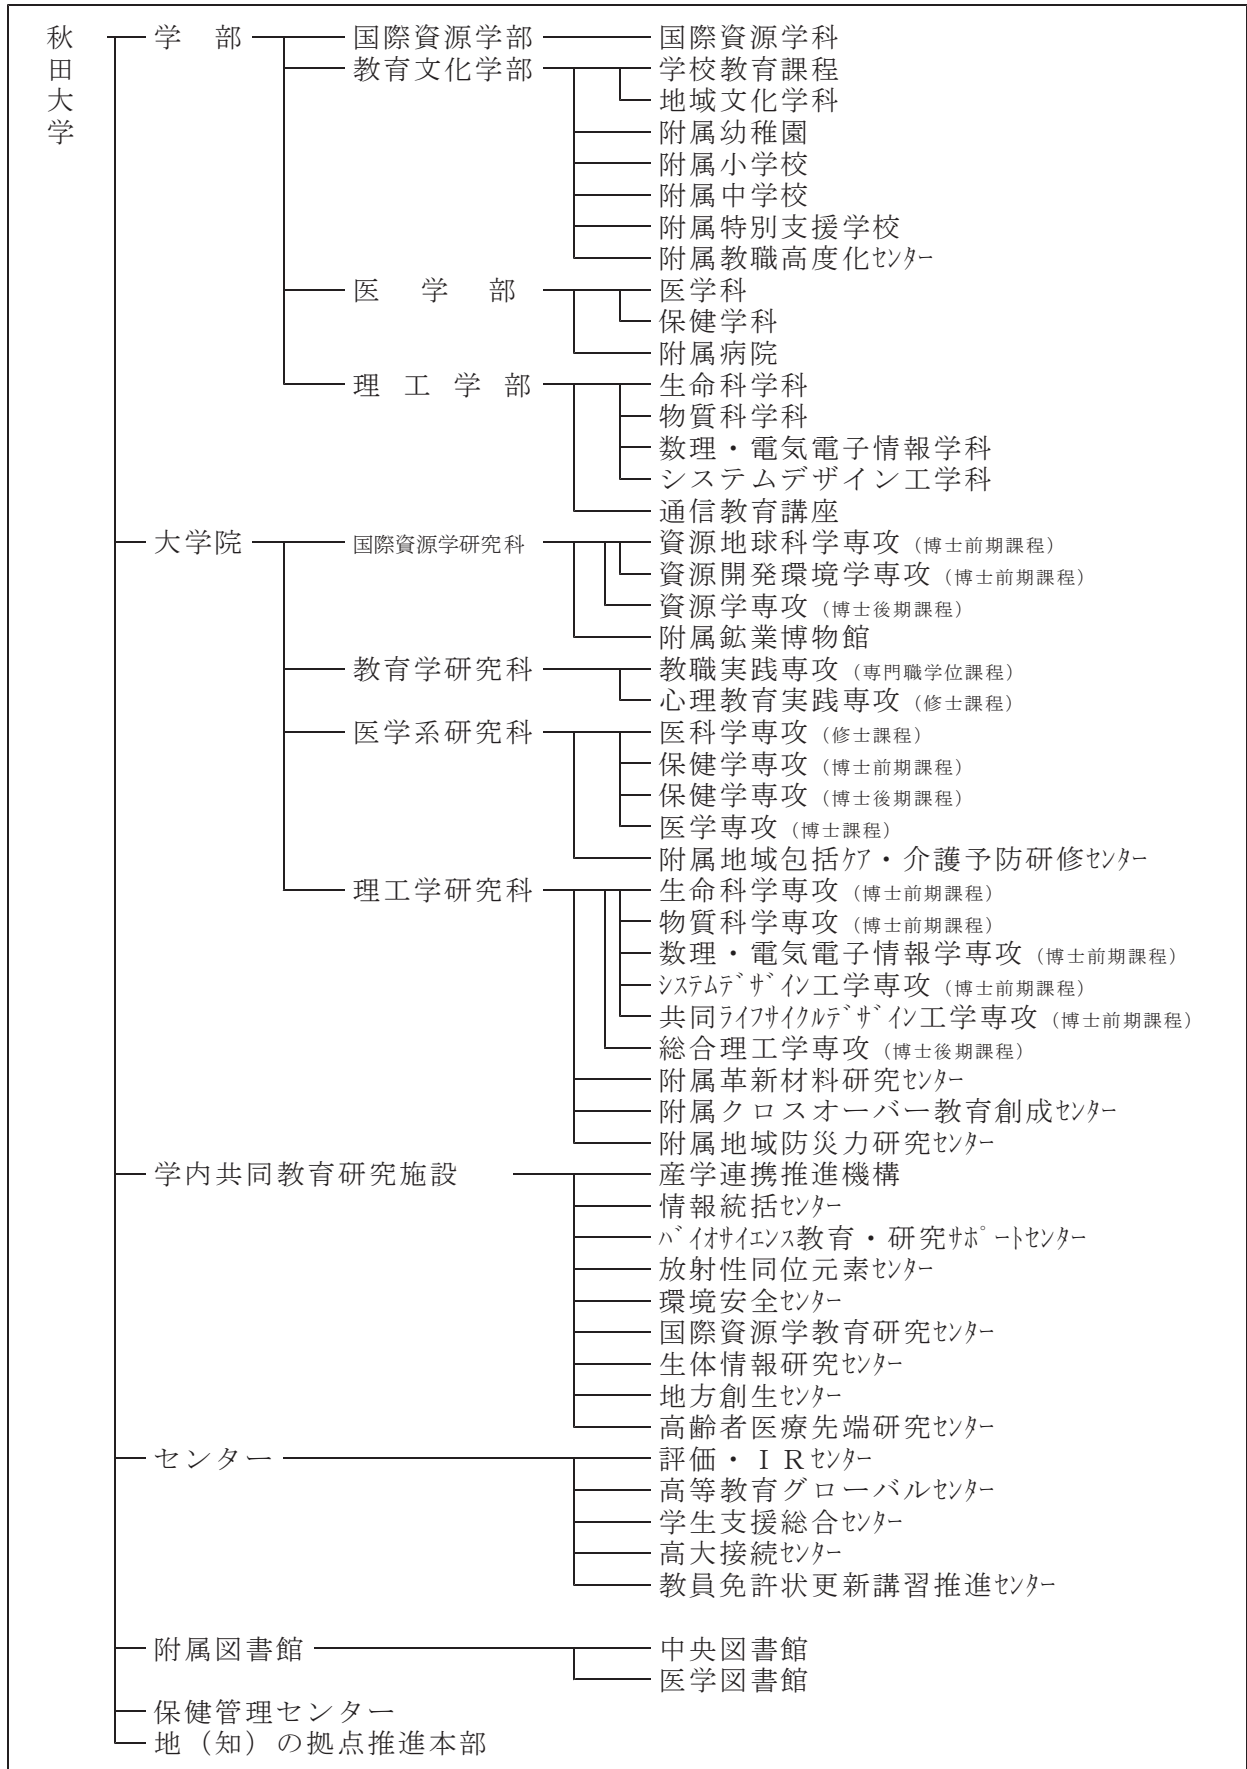 秋田大学
学部 国際資源学部 国際資源学科
教育文化学部 学校教育課程
地域文化学科
附属幼稚園
附属小学校
附属中学校
附属特別支援学校
附属教職高度化ｾﾝﾀｰ
医学部 医学科
保健学科
附属病院
理工学部 生命科学科
物質科学科
数理・電気電子情報学科
システムデザイン工学科
通信教育講座
大学院 国際資源学研究科 資源地球科学専攻（博士前期課程）
資源開発環境学専攻（博士前期課程）
資源学専攻（博士後期課程）
附属鉱業博物館
教育学研究科 教職実践専攻（専門職学位課程）
心理教育実践専攻（修士課程）
医学系研究科 医科学専攻（修士課程）
保健学専攻（博士前期課程）
保健学専攻（博士後期課程）
医学専攻（博士課程）
附属地域包括ｹｱ・介護予防研修ｾﾝﾀｰ
理工学研究科 生命科学専攻（博士前期課程）
物質科学専攻（博士前期課程）
数理・電気電子情報学専攻（博士前期課程）
ｼｽﾃﾑﾃﾞｻﾞｲﾝ工学専攻（博士前期課程）
共同ﾗｲﾌｻｲｸﾙﾃﾞｻﾞｲﾝ工学専攻（博士前期課程）
総合理工学専攻（博士後期課程）
附属革新材料研究ｾﾝﾀｰ
附属クロスオーバー教育創成ｾﾝﾀｰ
附属地域防災力研究ｾﾝﾀｰ
学内共同教育研究施設 産学連携推進機構
情報統括ｾﾝﾀｰ
ﾊﾞｲｵｻｲｴﾝｽ教育・研究ｻﾎﾟｰﾄｾﾝﾀｰ
放射性同位元素ｾﾝﾀｰ
環境安全ｾﾝﾀｰ
国際資源学教育研究ｾﾝﾀｰ
生体情報研究ｾﾝﾀｰ
地方創生ｾﾝﾀｰ
高齢者医療先端研究ｾﾝﾀｰ
センター 評価・ＩＲｾﾝﾀｰ
高等教育グローバルｾﾝﾀｰ
学生支援総合ｾﾝﾀｰ
高大接続ｾﾝﾀｰ
教員免許状更新講習推進ｾﾝﾀｰ
附属図書館 中央図書館
医学図書館
保健管理センター
地（知）の拠点推進本部